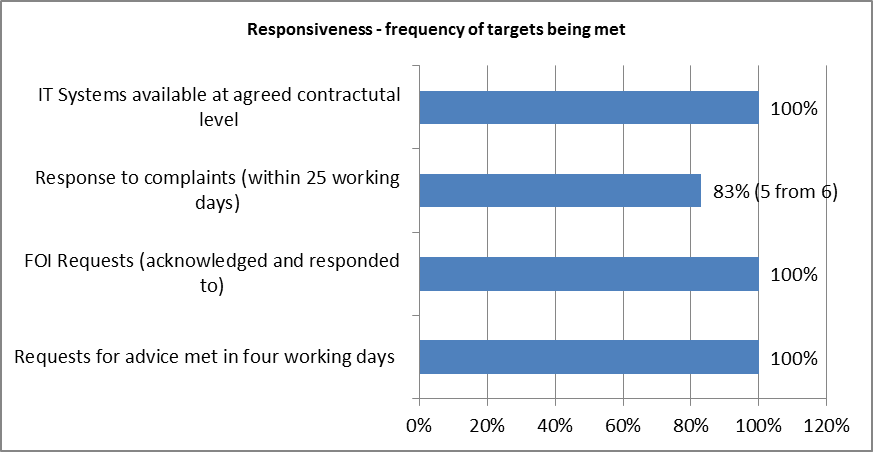 Responsiveness - frequency of targets being met
IT Systems available at agreed contractutal
level
100%
Response to complaints (within 25 working
days)
83% (5 from 6)
FOI Requests (acknowledged and responded
to)
100%
Requests for advice met in four working days
100%
0% 20% 40% 60% 80% 100% 120%